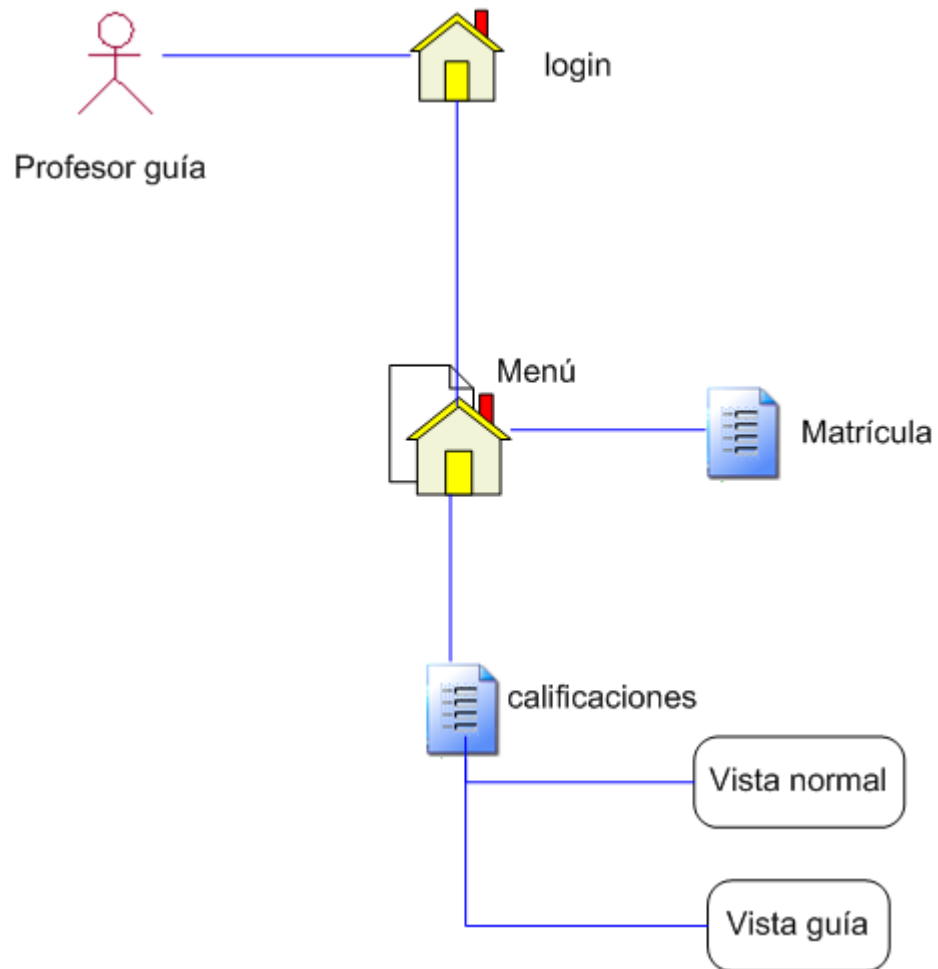 login
Profesor guía
Menú
Matrícula
calificaciones
Vista normal
Vista guía